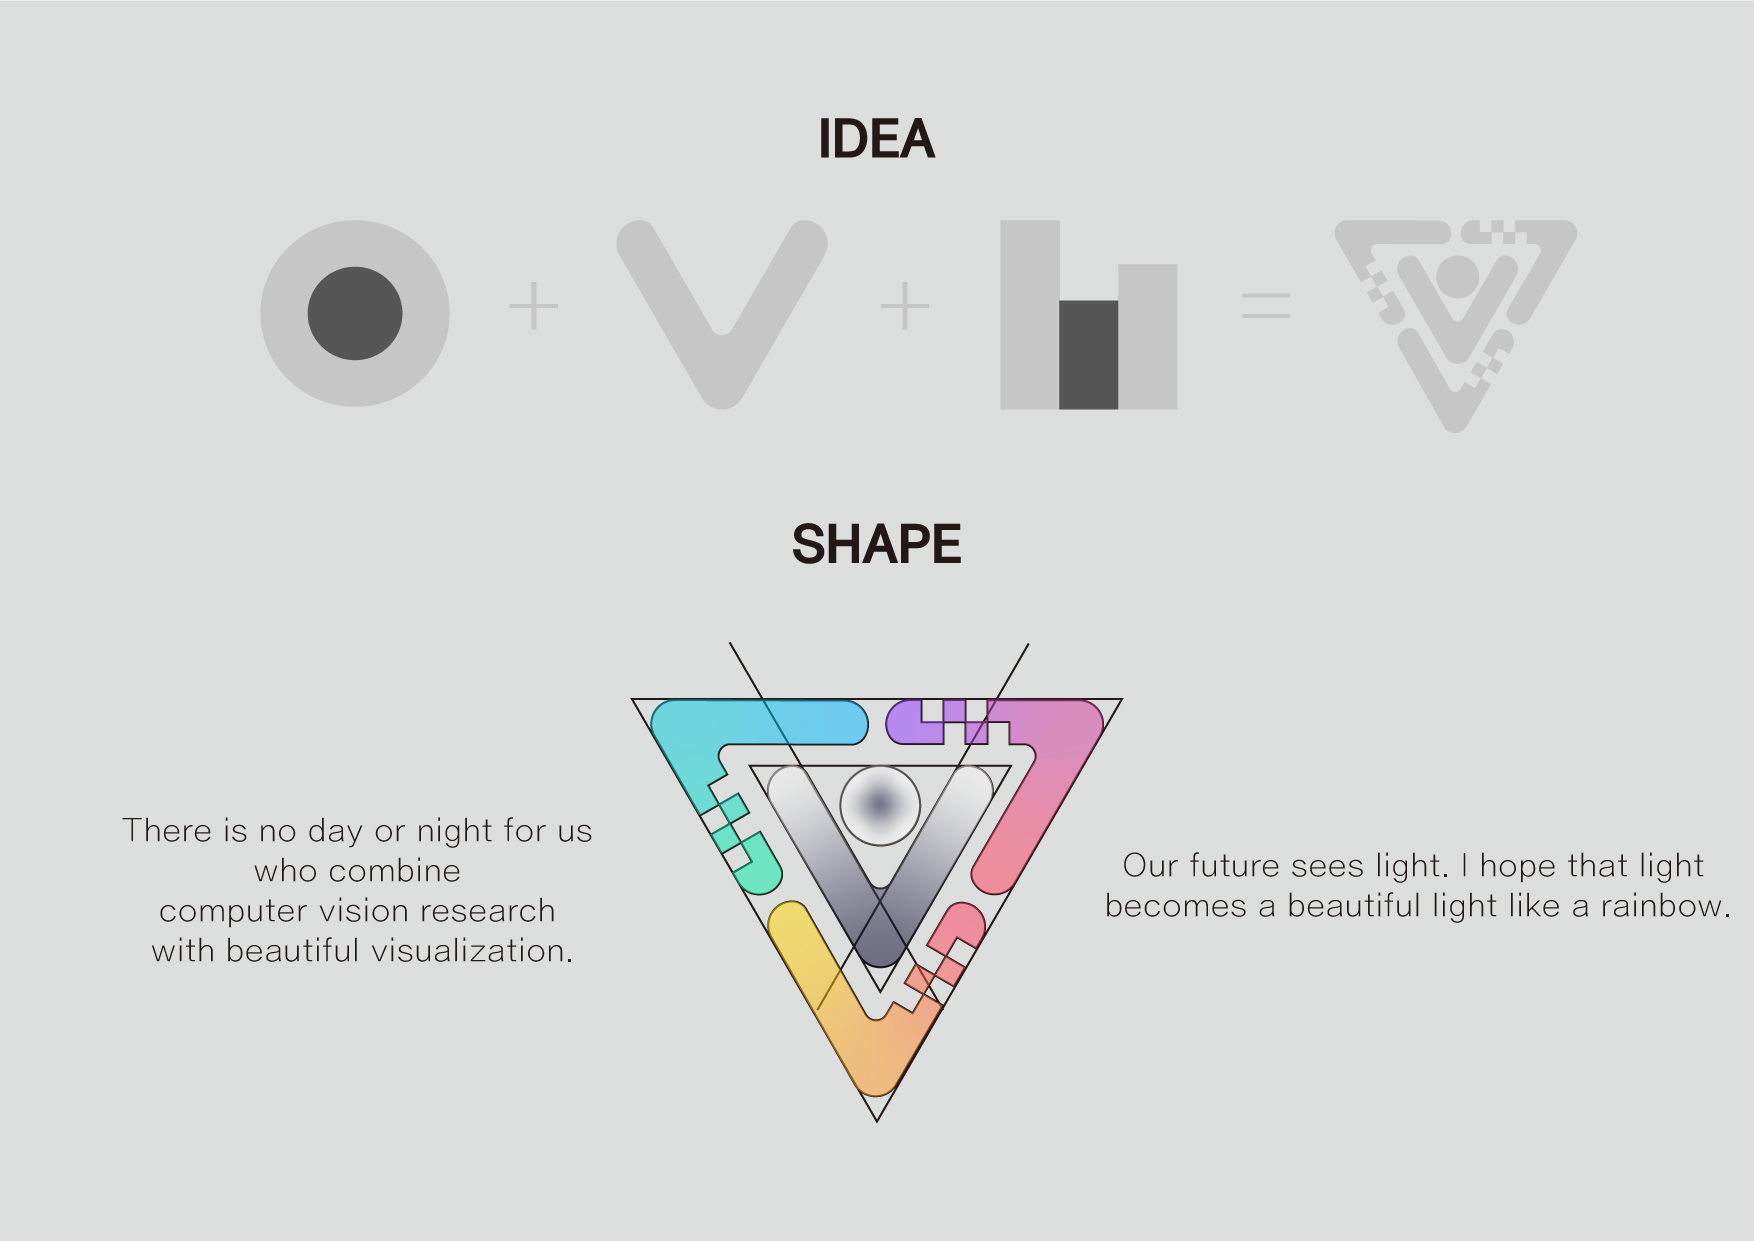 IDEA
SHAPE
There is no day or night for us
who combine
computer vision research
with beautiful visualization.
Our future sees light. I hope that light
becomes a beautiful light like a rainbow.